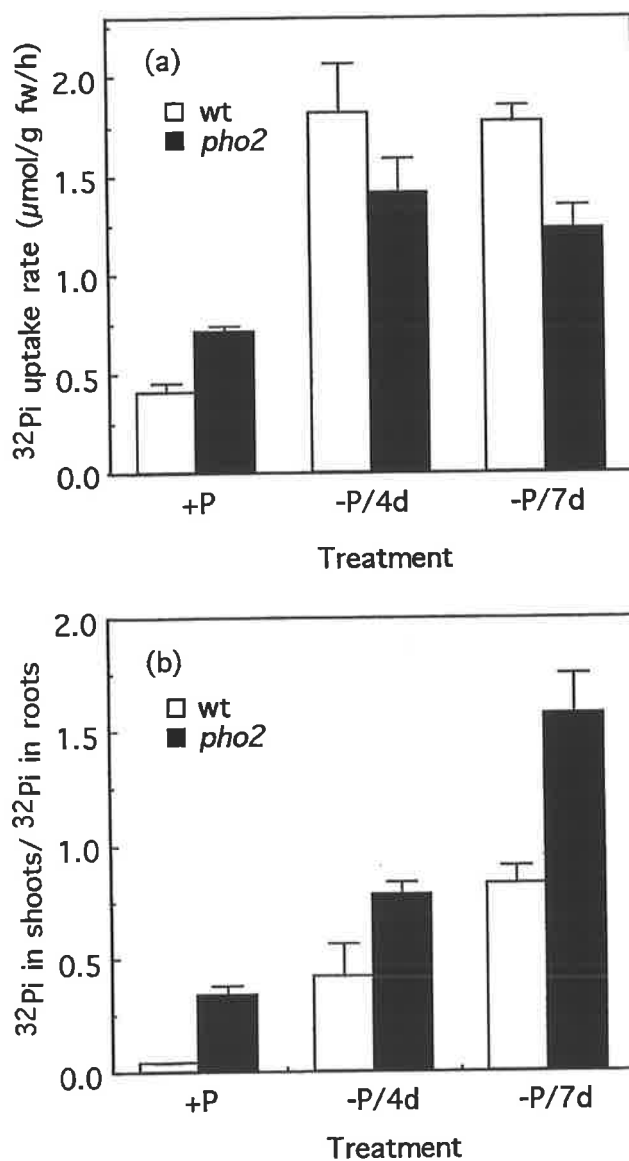 (a)
wt
pho2
³²Pi uptake rate (µmol/g fw/h)
2.0
1.5
1.0
0.5
0.0
+P
-P/4d
-P/7d
Treatment
(b)
wt
pho2
³²Pi in shoots/ ³²Pi in roots
2.0
1.5
1.0
0.5
0.0
+P
-P/4d
-P/7d
Treatment